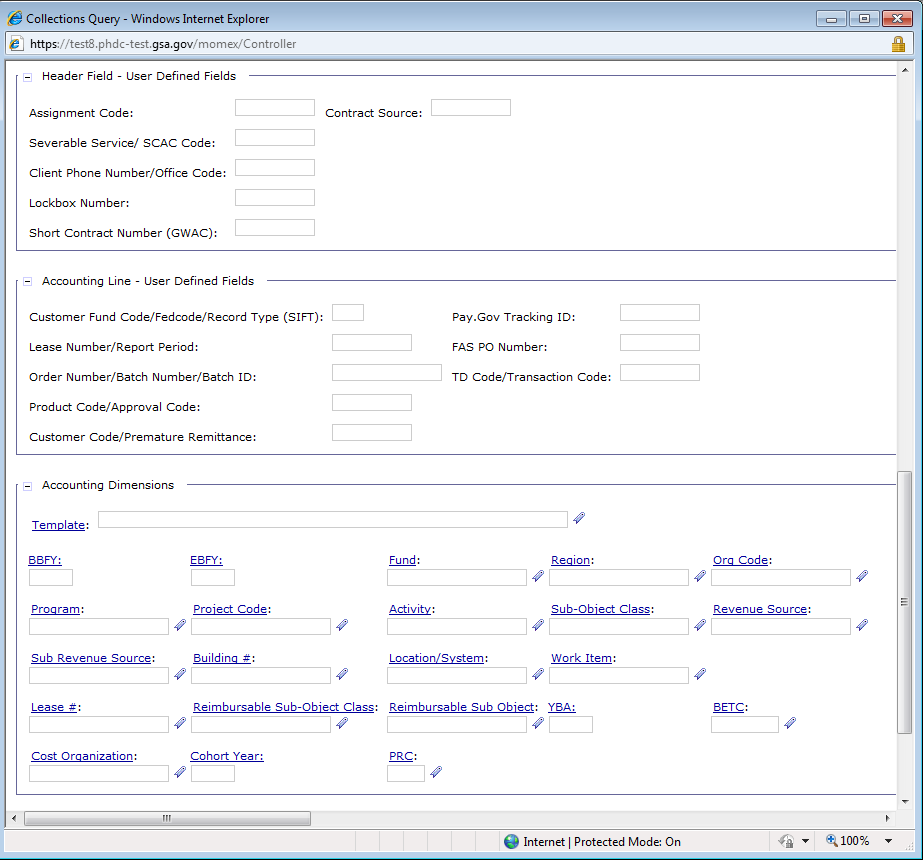 Collections Query - Windows Internet Explorer
https://test8.phdc-test.gsa.gov/momex/Controller
Header Field - User Defined Fields
Assignment Code: Contract Source:
Severable Service/ SCAC Code:
Client Phone Number/Office Code:
Lockbox Number:
Short Contract Number (GWAC):
Accounting Line - User Defined Fields
Customer Fund Code/Fedcode/Record Type (SIFT): Pay.Gov Tracking ID:
Lease Number/Report Period: FAS PO Number:
Order Number/Batch Number/Batch ID: TD Code/Transaction Code:
Product Code/Approval Code:
Customer Code/Premature Remittance:
Accounting Dimensions
Template:
BBFY: EBFY: Fund: Region: Org Code:
Program: Project Code: Activity: Sub-Object Class: Revenue Source:
Sub Revenue Source: Building #: Location/System: Work Item:
Lease #: Reimbursable Sub-Object Class: Reimbursable Sub Object: YBA: BETC:
Cost Organization: Cohort Year: PRC:
Internet | Protected Mode: On 100%